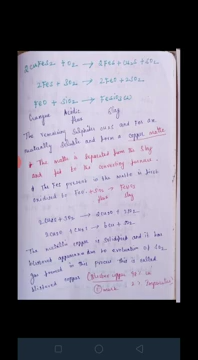 2CuFeS2 + O2 → 2FeS + Cu2S + SO2
2FeS + 3O2 → 2FeO + 2SO2
FeO + SiO2 → FeSiO3
Gangue Acidic flux Slag
The remaining sulphides and are
mutually soluble and form a copper matte
* The matte is separated from the slag
and fed to the converting furnace.
* the FeS present in the matte is first
oxidised to FeO + SiO2 → FeSiO3
flux slag
2Cu2S + 3O2 → 2Cu2O + 2SO2
2Cu2O + Cu2S → 6Cu + SO2
The metallic copper is solidified and it has
blistered appearance due to evaluation of SO2
gas formed in this process this is called
blistered copper